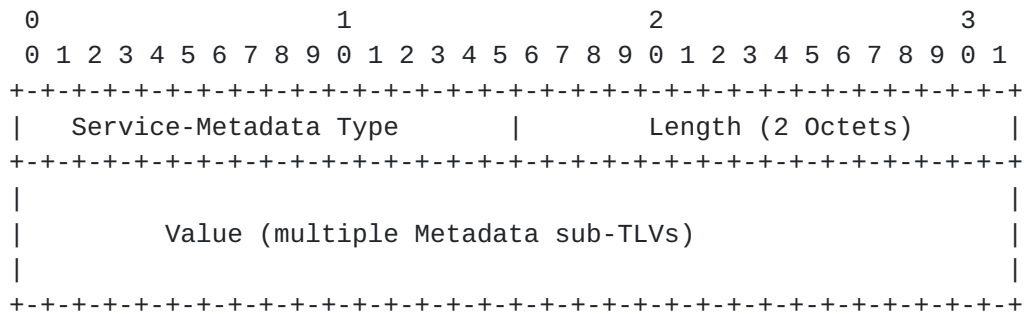 0                   1                   2                   3
 0 1 2 3 4 5 6 7 8 9 0 1 2 3 4 5 6 7 8 9 0 1 2 3 4 5 6 7 8 9 0 1
+-+-+-+-+-+-+-+-+-+-+-+-+-+-+-+-+-+-+-+-+-+-+-+-+-+-+-+-+-+-+-+-+
|   Service-Metadata Type       |        Length (2 Octets)      |
+-+-+-+-+-+-+-+-+-+-+-+-+-+-+-+-+-+-+-+-+-+-+-+-+-+-+-+-+-+-+-+-+
|                                                               |
|         Value (multiple Metadata sub-TLVs)                    |
|                                                               |
+-+-+-+-+-+-+-+-+-+-+-+-+-+-+-+-+-+-+-+-+-+-+-+-+-+-+-+-+-+-+-+-+